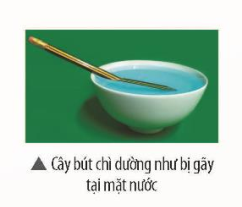 ▲ Cây bút chì dường như bị gãy
tại mặt nước